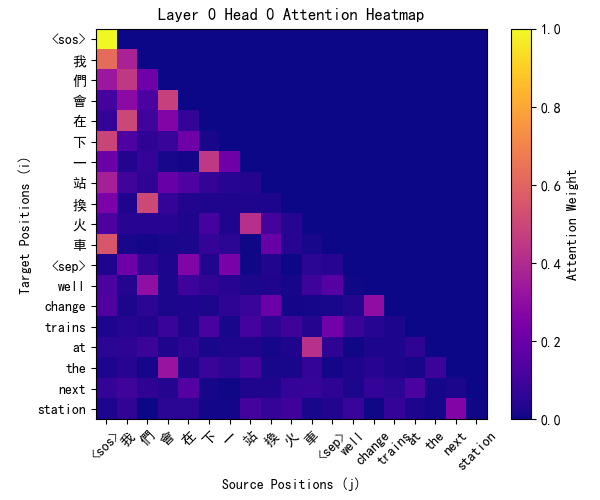 Layer 0 Head 0 Attention Heatmap
<sos>
我
們
會
在
下
一
站
換
火
車
<sep>
well
change
trains
at
the
next
station
Target Positions (i)
<sos>
我
們
會
在
下
一
站
換
火
車
<sep>
well
change
trains
at
the
next
station
Source Positions (j)
1.0
0.8
0.6
0.4
0.2
0.0
Attention Weight